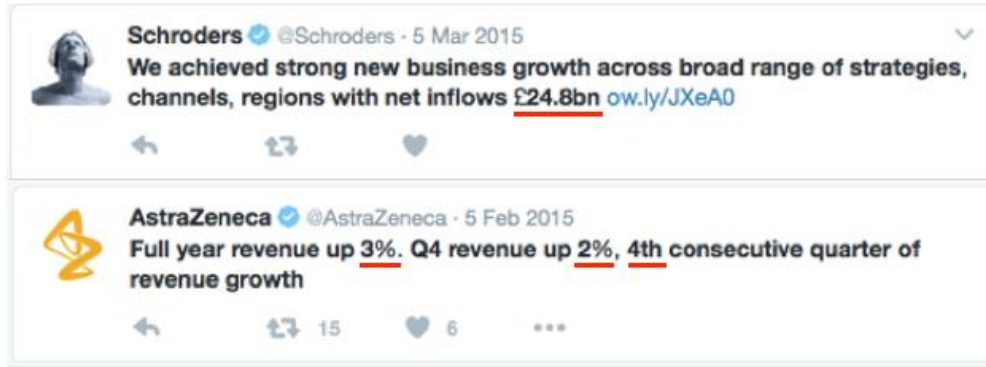 Schroders @Schroders · 5 Mar 2015
We achieved strong new business growth across broad range of strategies,
channels, regions with net inflows £24.8bn ow.ly/JXeA0
AstraZeneca @AstraZeneca · 5 Feb 2015
Full year revenue up 3%. Q4 revenue up 2%, 4th consecutive quarter of
revenue growth
15 6